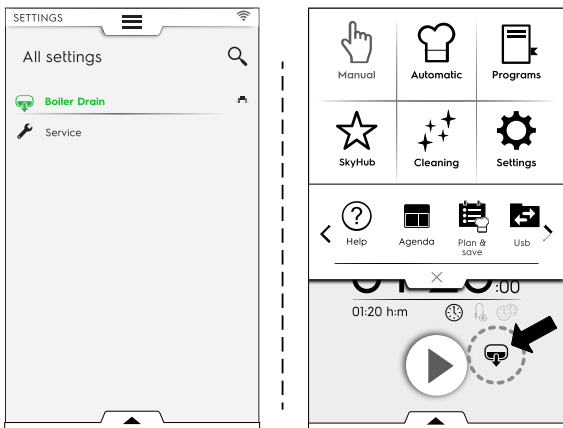 SETTINGS
All settings
Boiler Drain
Service
Manual
Automatic
Programs
SkyHub
Cleaning
Settings
Help
Agenda
Plan &
save
Usb
:00
01:20 h:m